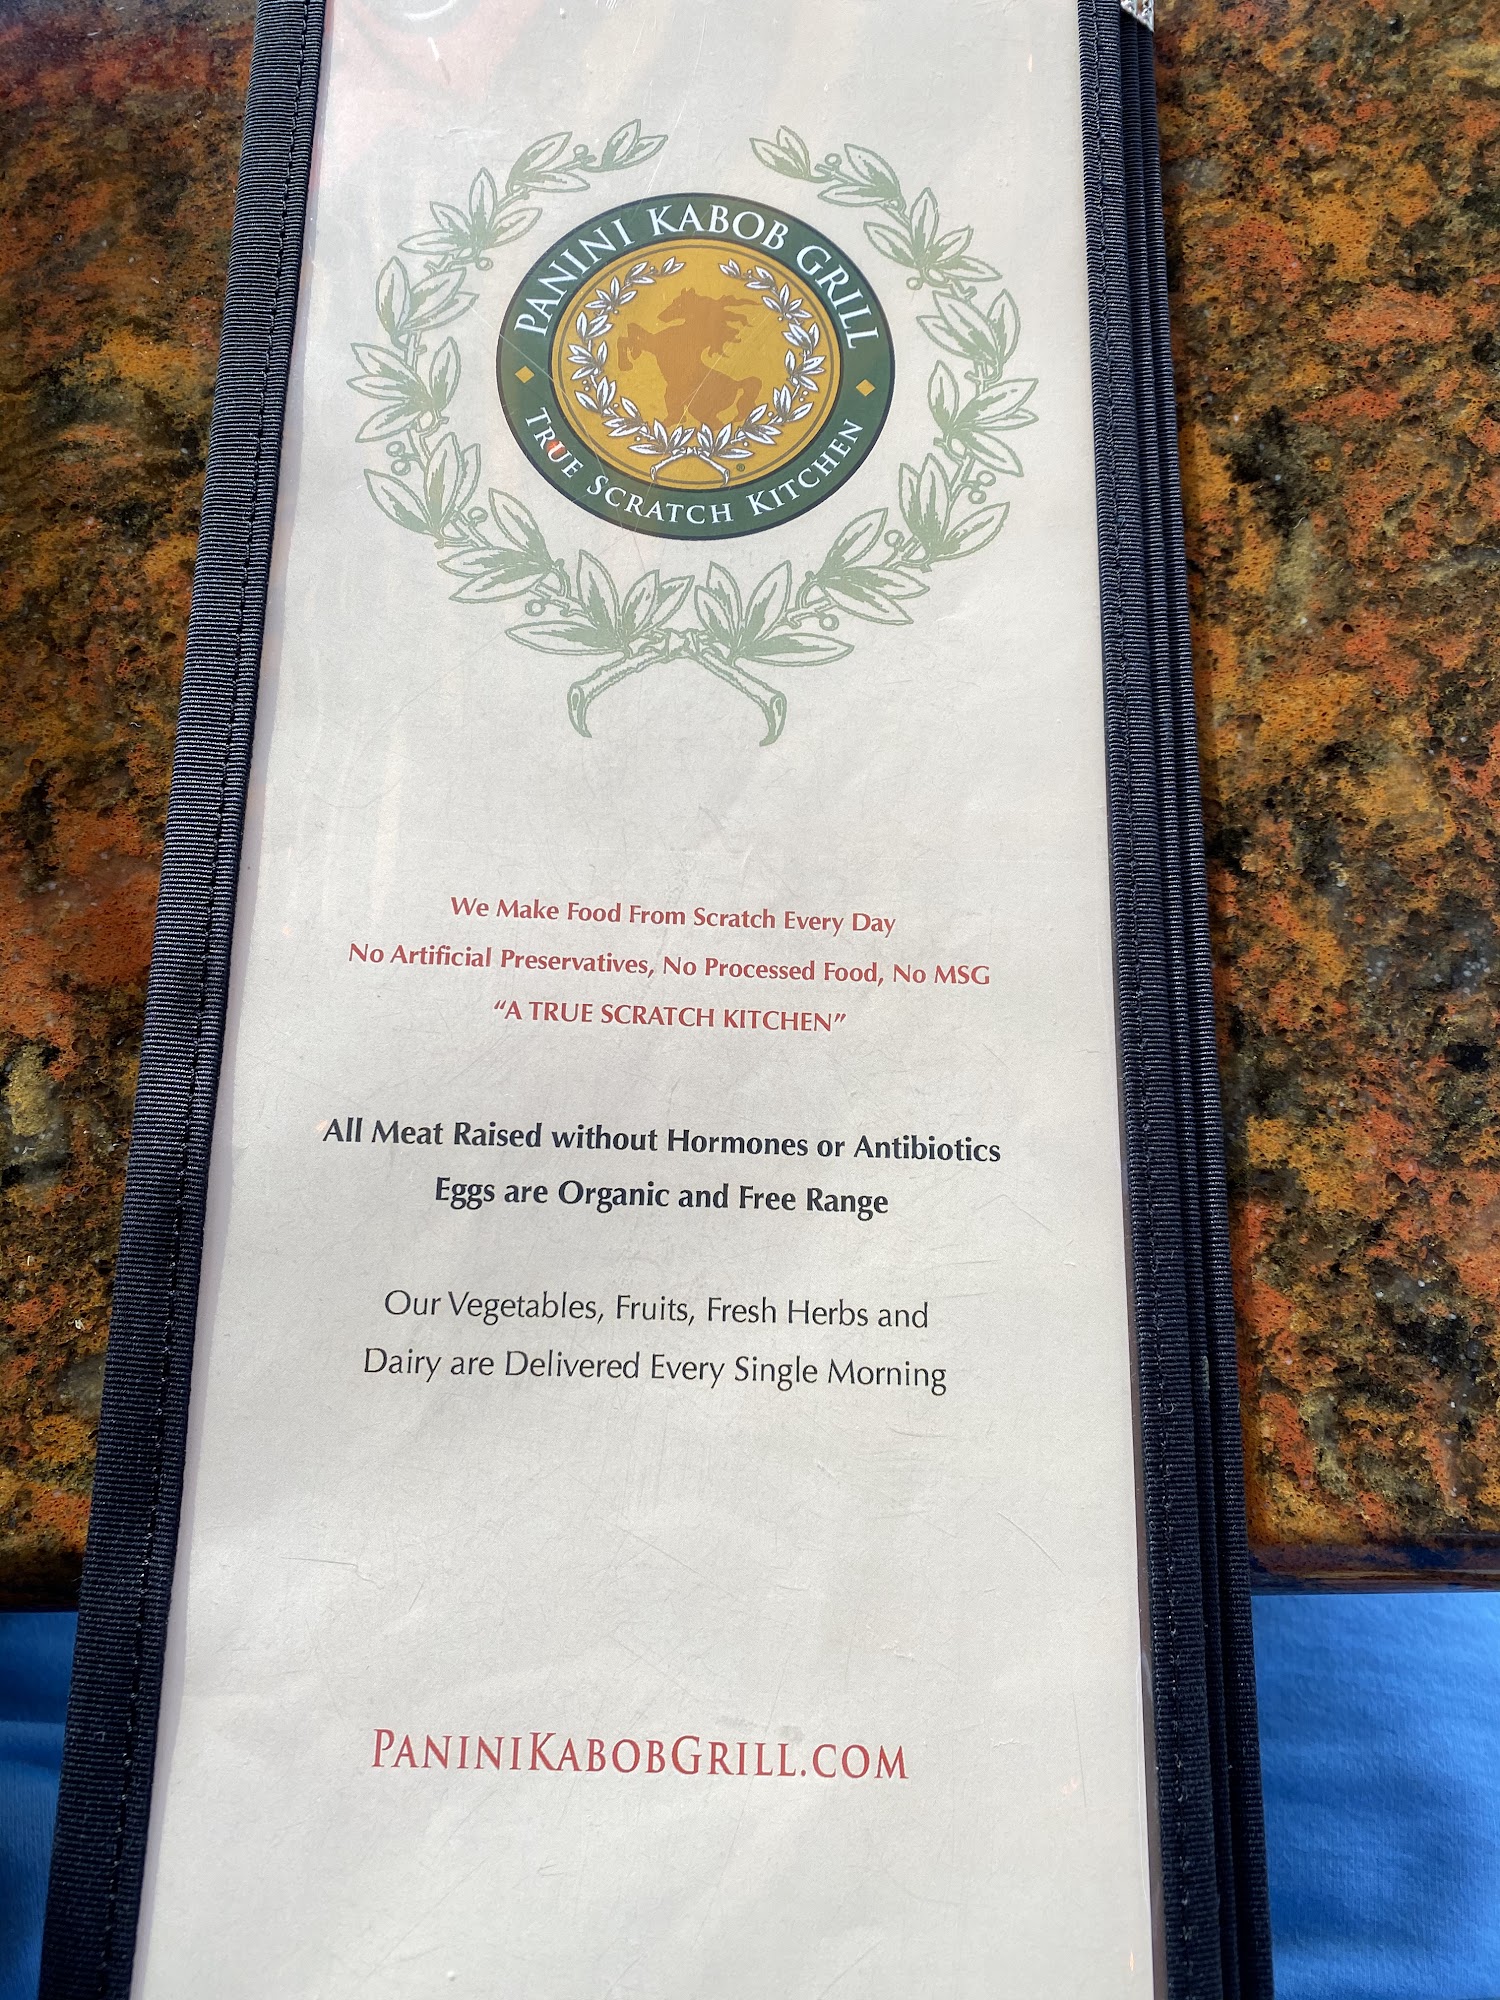 PANINI KABOB GRILL
TRUE SCRATCH KITCHEN
®
We Make Food From Scratch Every Day
No Artificial Preservatives, No Processed Food, No MSG
“A TRUE SCRATCH KITCHEN”
All Meat Raised without Hormones or Antibiotics
Eggs are Organic and Free Range
Our Vegetables, Fruits, Fresh Herbs and
Dairy are Delivered Every Single Morning
PANINIKABOBGRILL.COM